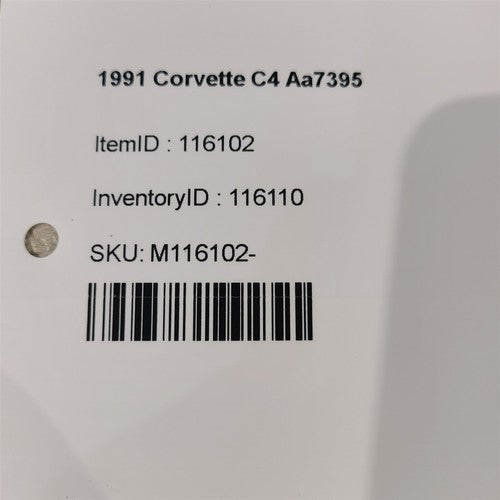 1991 Corvette C4 Aa7395
ItemID : 116102
InventoryID : 116110
SKU: M116102-